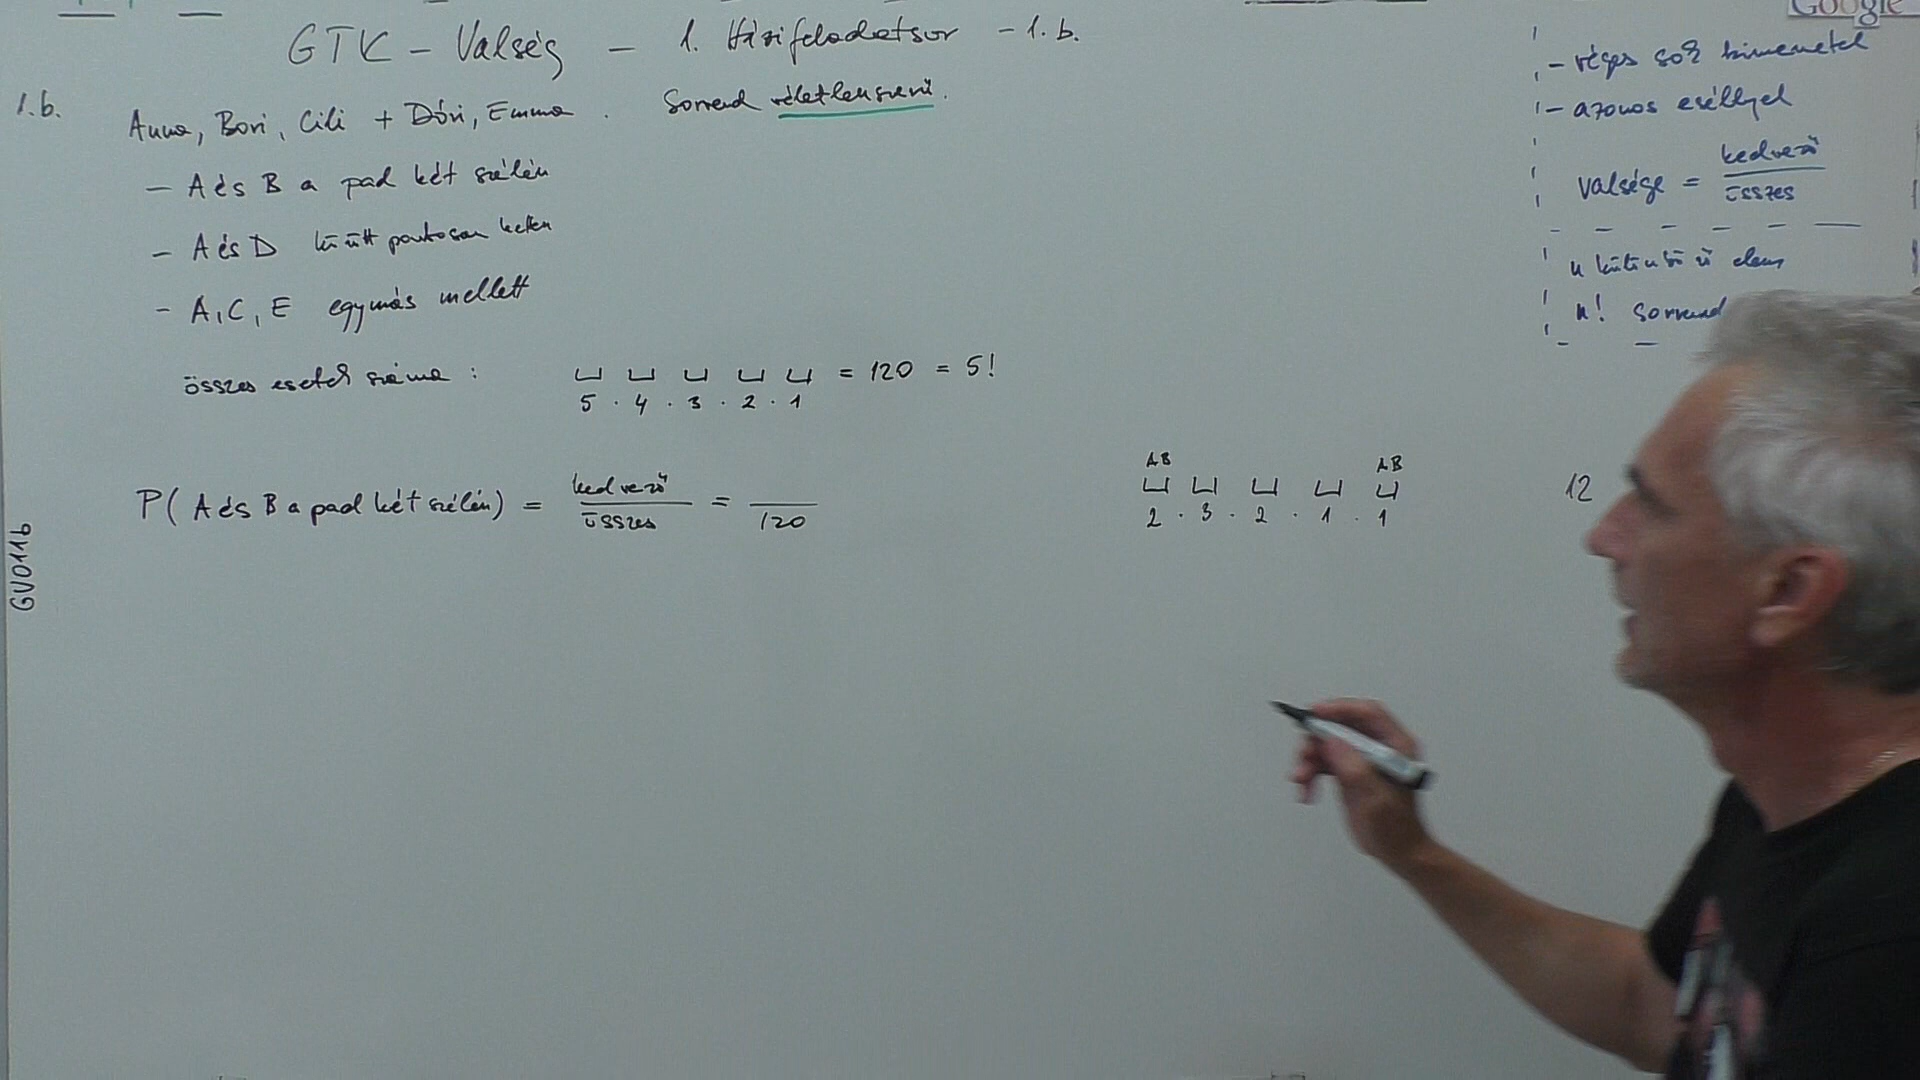 GTK - Valség - 1. Házifeladatsor - 1.b.
1.b.
Anna, Bori, Cili + Dóri, Emma. Sorrend véletlenszerű.
- A és B a pad két szélén
- A és D között pontosan ketten
- A, C, E egymás mellett
összes esetek száma : ⊔ ⊔ ⊔ ⊔ ⊔ = 120 = 5!
5 · 4 · 3 · 2 · 1
P( A és B a pad két szélén) = kedvező / összes = / 120
AB AB
⊔ ⊔ ⊔ ⊔ ⊔ 12
2 · 3 · 2 · 1 · 1
GV011b
Google
- véges sok kimenetel
- azonos eséllyel
valsége = kedvező / összes
n különböző elem
n! sorrend